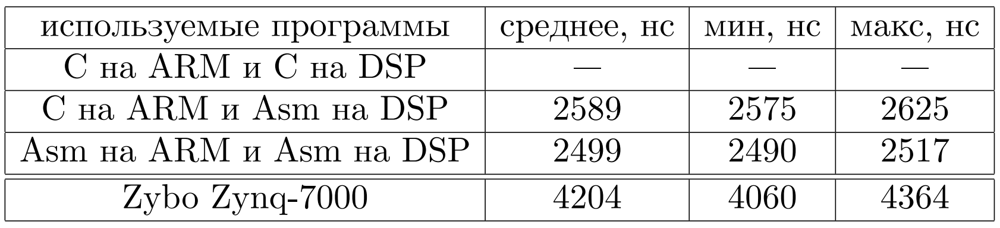 используемые программы среднее, нс мин, нс макс, нс
С на ARM и С на DSP — — —
С на ARM и Asm на DSP 2589 2575 2625
Asm на ARM и Asm на DSP 2499 2490 2517
Zybo Zynq-7000 4204 4060 4364